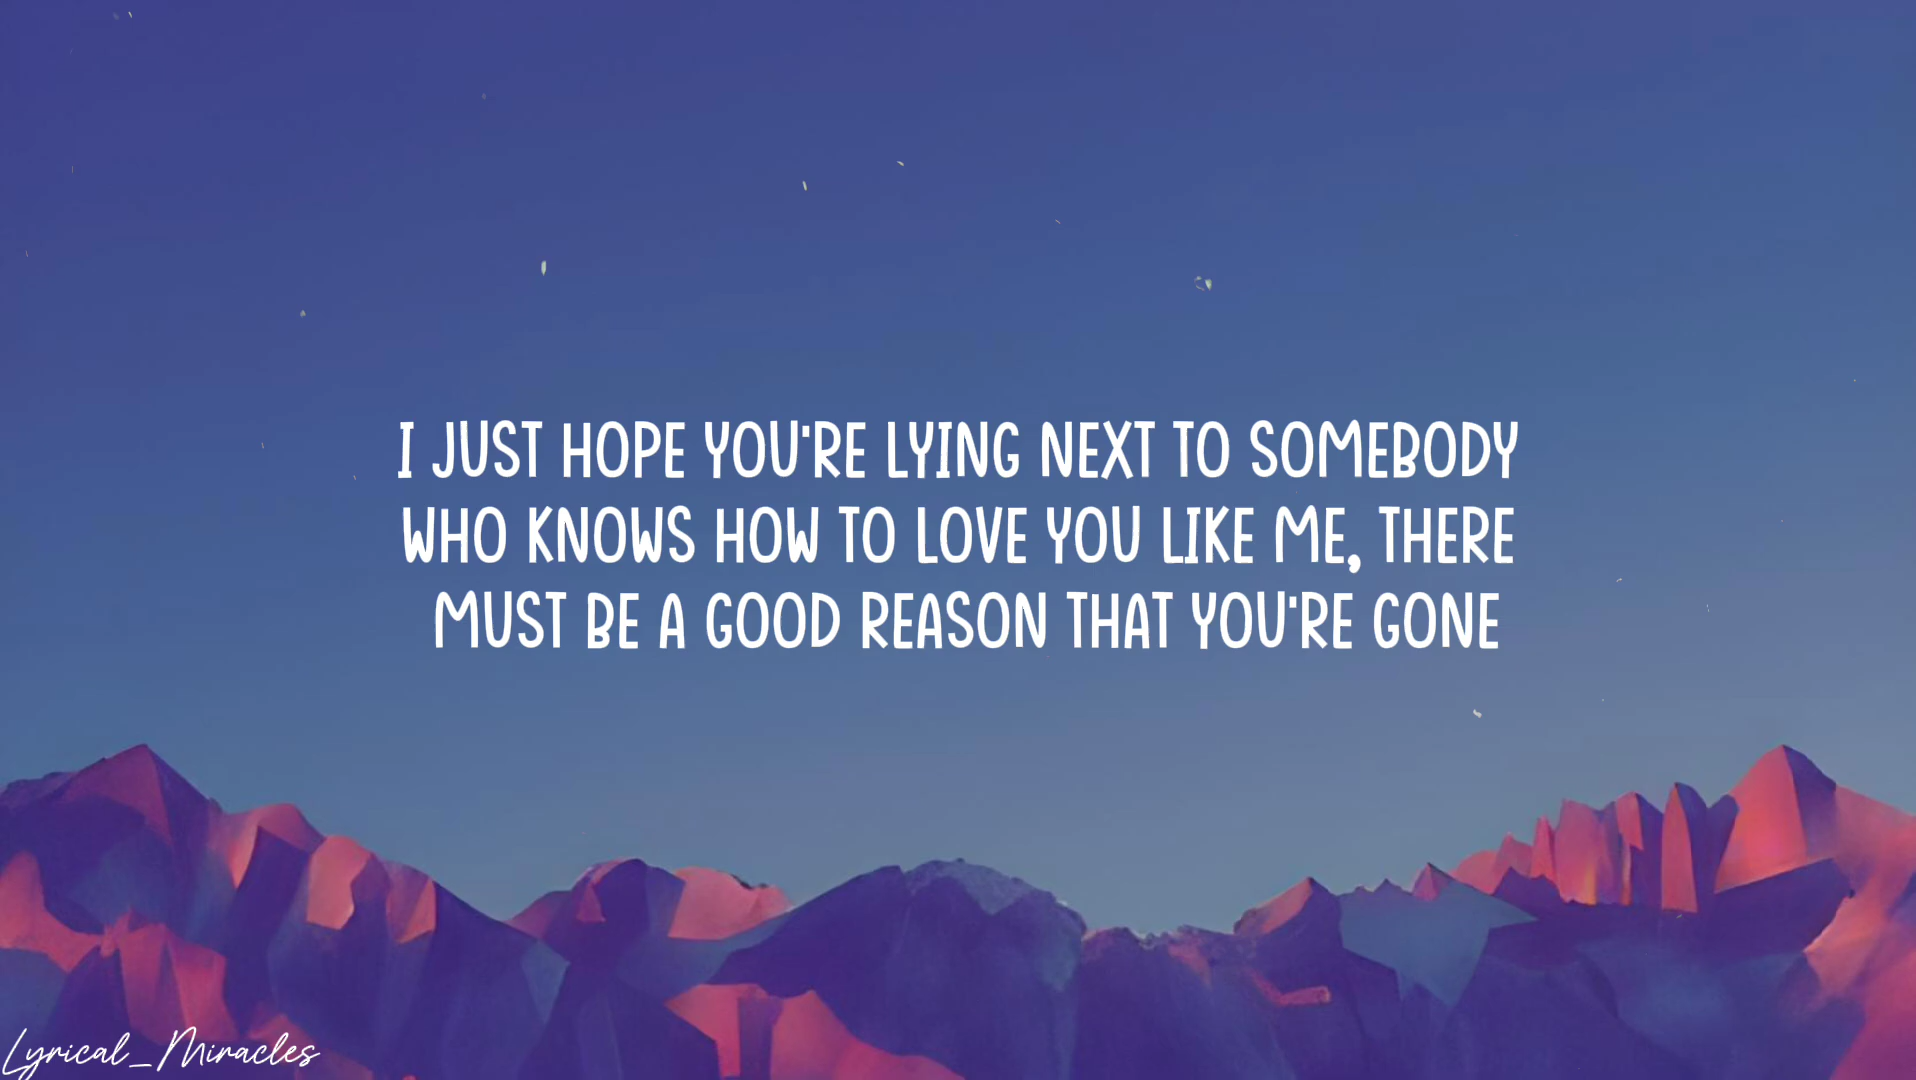 I JUST HOPE YOU'RE LYING NEXT TO SOMEBODY
WHO KNOWS HOW TO LOVE YOU LIKE ME, THERE
MUST BE A GOOD REASON THAT YOU'RE GONE
Lyrical_Miracles